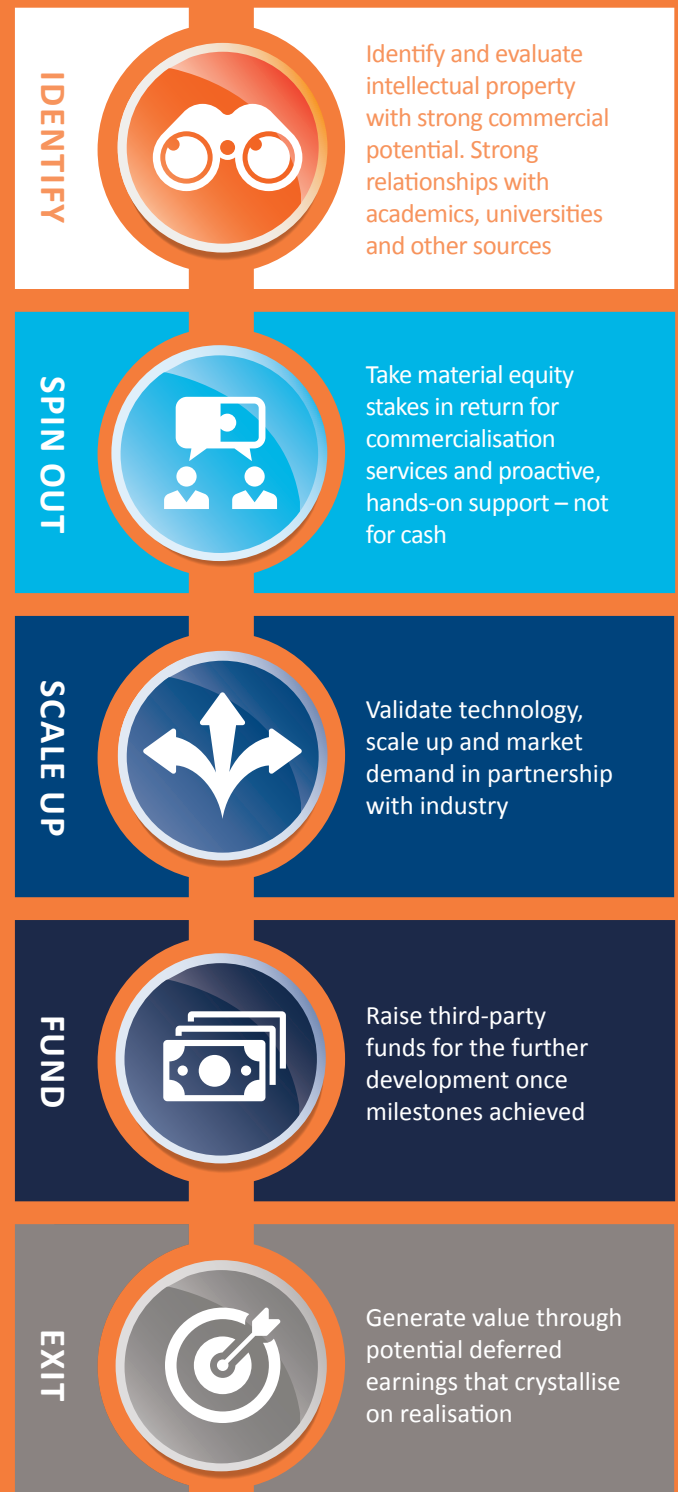 IDENTIFY
Identify and evaluate
intellectual property
with strong commercial
potential. Strong
relationships with
academics, universities
and other sources
SPIN OUT
Take material equity
stakes in return for
commercialisation
services and proactive,
hands-on support – not
for cash
SCALE UP
Validate technology,
scale up and market
demand in partnership
with industry
FUND
Raise third-party
funds for the further
development once
milestones achieved
EXIT
Generate value through
potential deferred
earnings that crystallise
on realisation